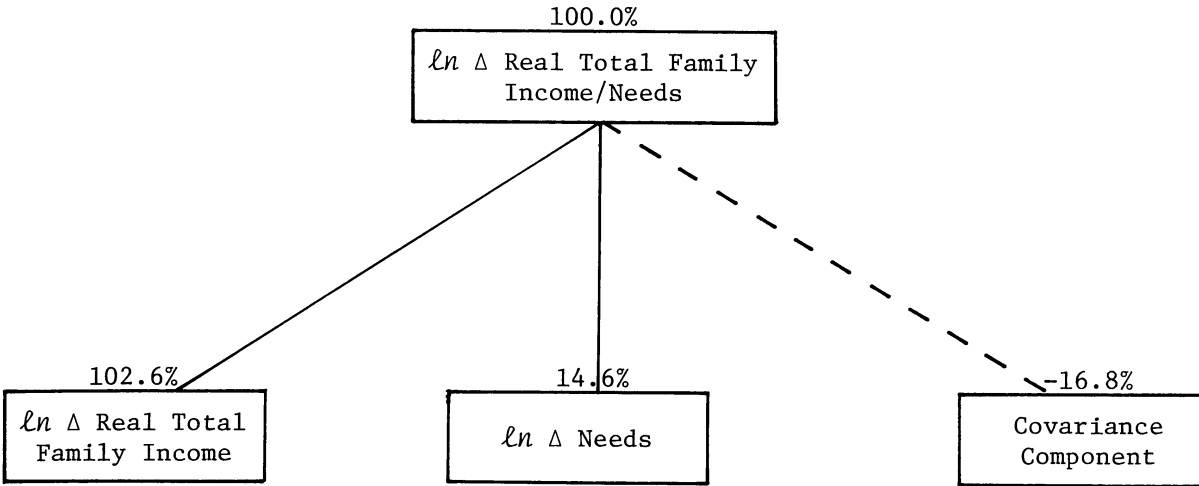 100.0%
ℓn Δ Real Total Family
Income/Needs
102.6%
14.6%
-16.8%
ℓn Δ Real Total
Family Income
ℓn Δ Needs
Covariance
Component